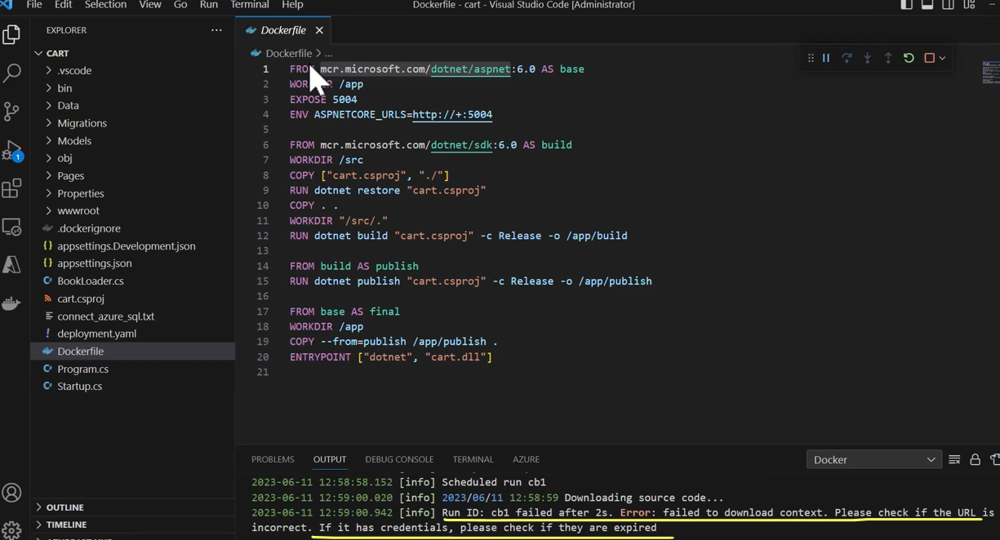 File Edit Selection View Go Run Terminal Help Dockerfile - cart - Visual Studio Code [Administrator]
EXPLORER ...
CART
.vscode
bin
Data
Migrations
Models
obj
Pages
Properties
wwwroot
.dockerignore
appsettings.Development.json
appsettings.json
BookLoader.cs
cart.csproj
connect_azure_sql.txt
deployment.yaml
Dockerfile
Program.cs
Startup.cs
OUTLINE
TIMELINE
1
Dockerfile
Dockerfile > ...
1 FROM mcr.microsoft.com/dotnet/aspnet:6.0 AS base
2 WORKDIR /app
3 EXPOSE 5004
4 ENV ASPNETCORE_URLS=http://+:5004
5
6 FROM mcr.microsoft.com/dotnet/sdk:6.0 AS build
7 WORKDIR /src
8 COPY ["cart.csproj", "./"]
9 RUN dotnet restore "cart.csproj"
10 COPY . .
11 WORKDIR "/src/."
12 RUN dotnet build "cart.csproj" -c Release -o /app/build
13
14 FROM build AS publish
15 RUN dotnet publish "cart.csproj" -c Release -o /app/publish
16
17 FROM base AS final
18 WORKDIR /app
19 COPY --from=publish /app/publish .
20 ENTRYPOINT ["dotnet", "cart.dll"]
21
PROBLEMS OUTPUT DEBUG CONSOLE TERMINAL AZURE Docker
2023-06-11 12:58:58.152 [info] Scheduled run cb1
2023-06-11 12:59:00.020 [info] 2023/06/11 12:58:59 Downloading source code...
2023-06-11 12:59:00.942 [info] Run ID: cb1 failed after 2s. Error: failed to download context. Please check if the URL is
incorrect. If it has credentials, please check if they are expired